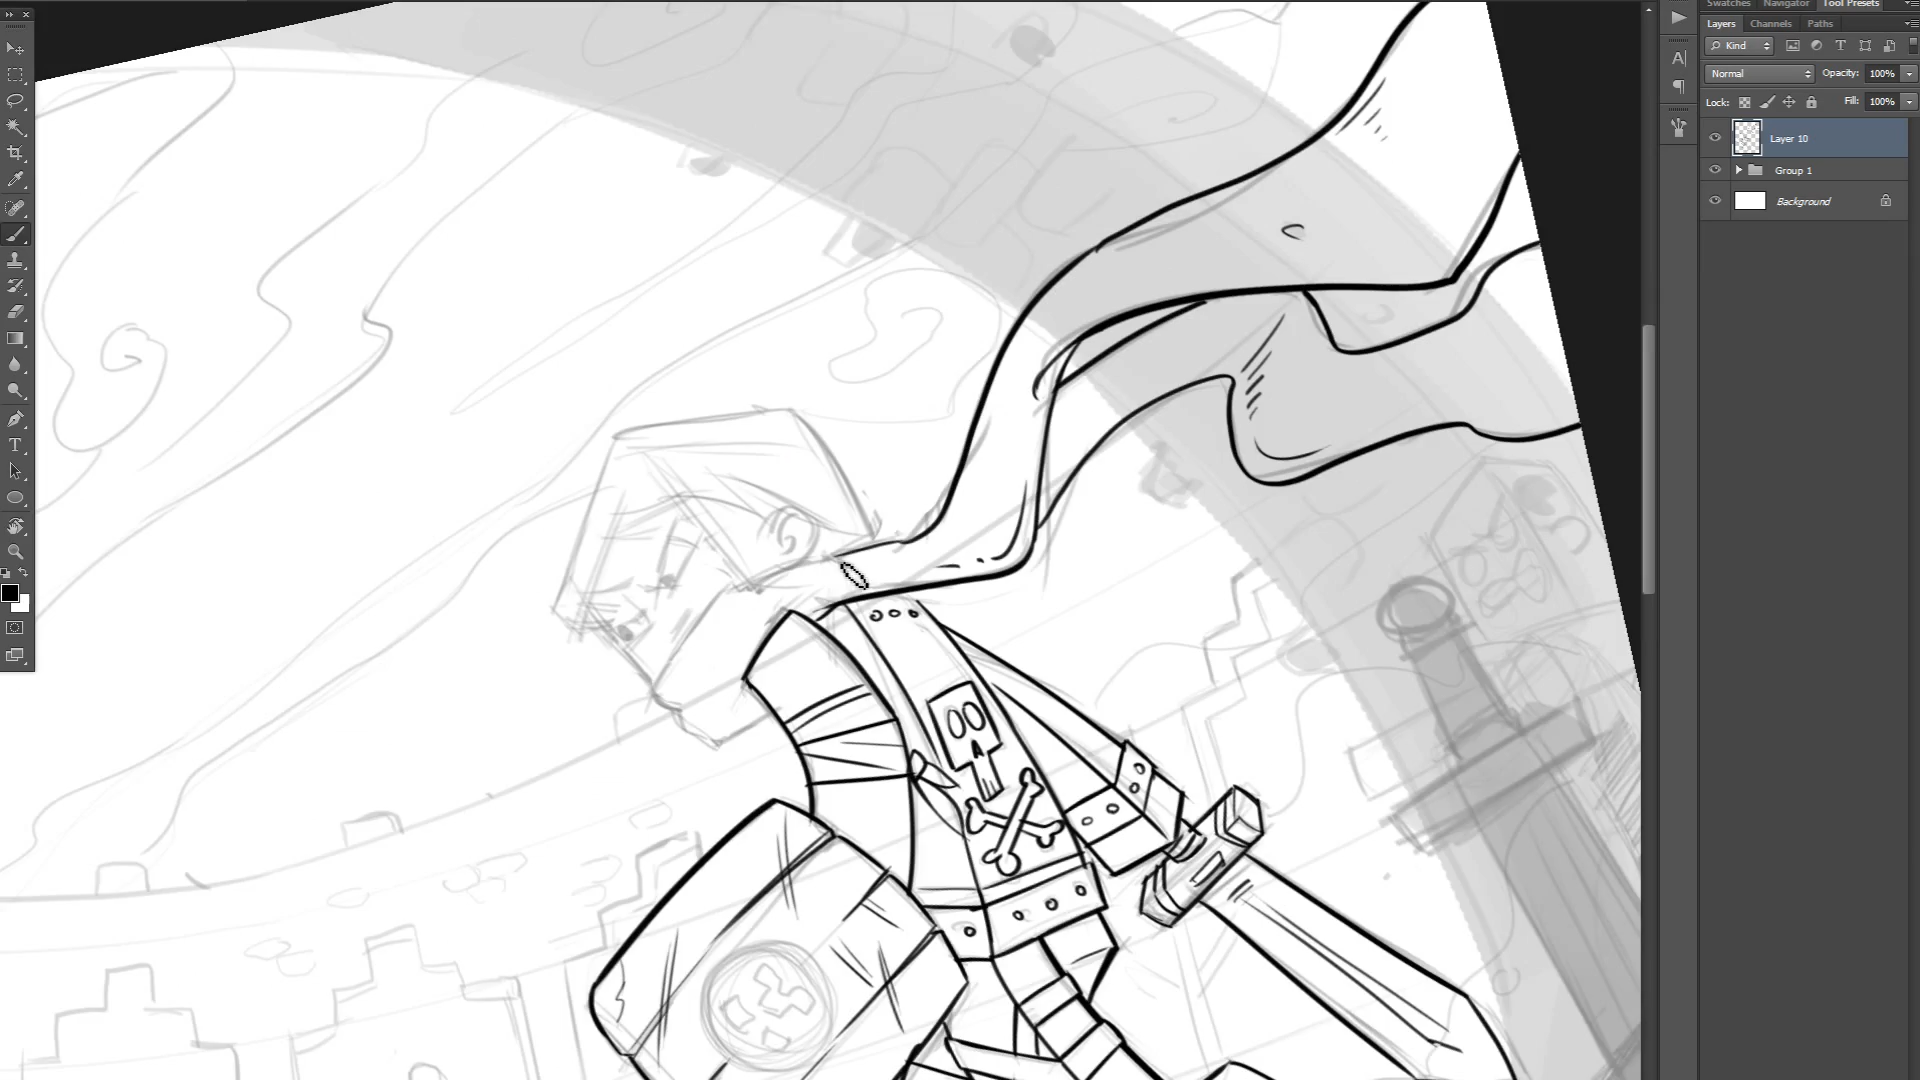 Swatches Navigator Tool Presets
Layers Channels Paths
Kind
Normal Opacity: 100%
Lock: Fill: 100%
Layer 10
Group 1
Background